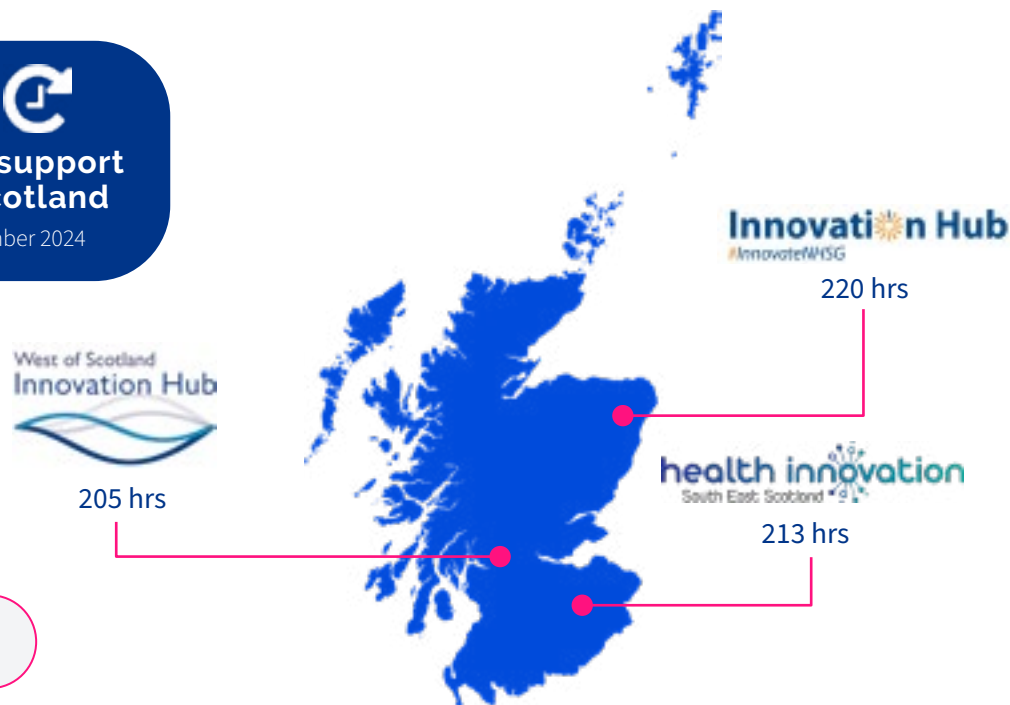 support
cotland
ber 2024
Innovation Hub
#InnovateNHSG
220 hrs
West of Scotland
Innovation Hub
205 hrs
health innovation
South East Scotland
213 hrs